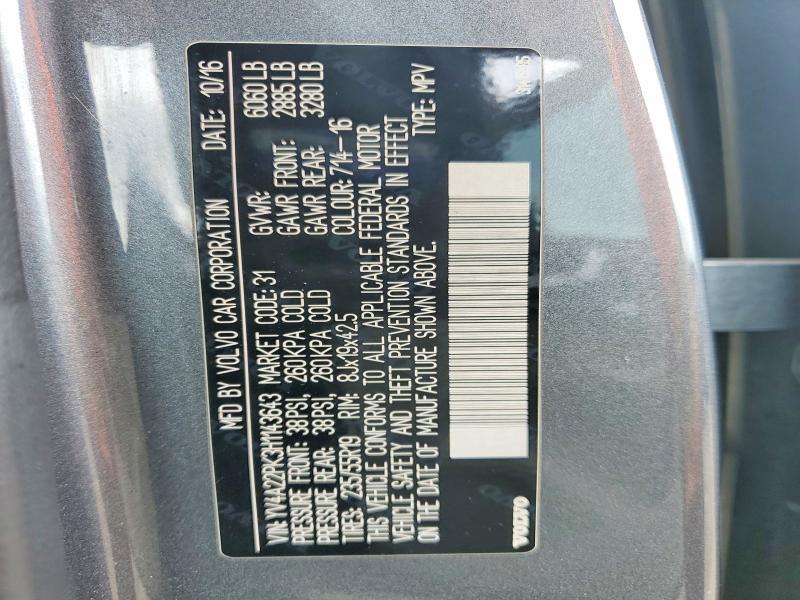 MFD BY VOLVO CAR CORPORATION DATE: 10/16
VIN: YV4A22PK3H1143643 MARKET CODE: 31 GVWR: 6060 LB
PRESSURE FRONT: 38PSI, 260KPA COLD GAWR FRONT: 2885 LB
PRESSURE REAR: 38PSI, 260KPA COLD GAWR REAR: 3280 LB
TIRES: 235/55R19 RIM: 8Jx19x42.5 COLOUR: 714-16
THIS VEHICLE CONFORMS TO ALL APPLICABLE FEDERAL MOTOR
VEHICLE SAFETY AND THEFT PREVENTION STANDARDS IN EFFECT
ON THE DATE OF MANUFACTURE SHOWN ABOVE. TYPE: MPV
VOLVO